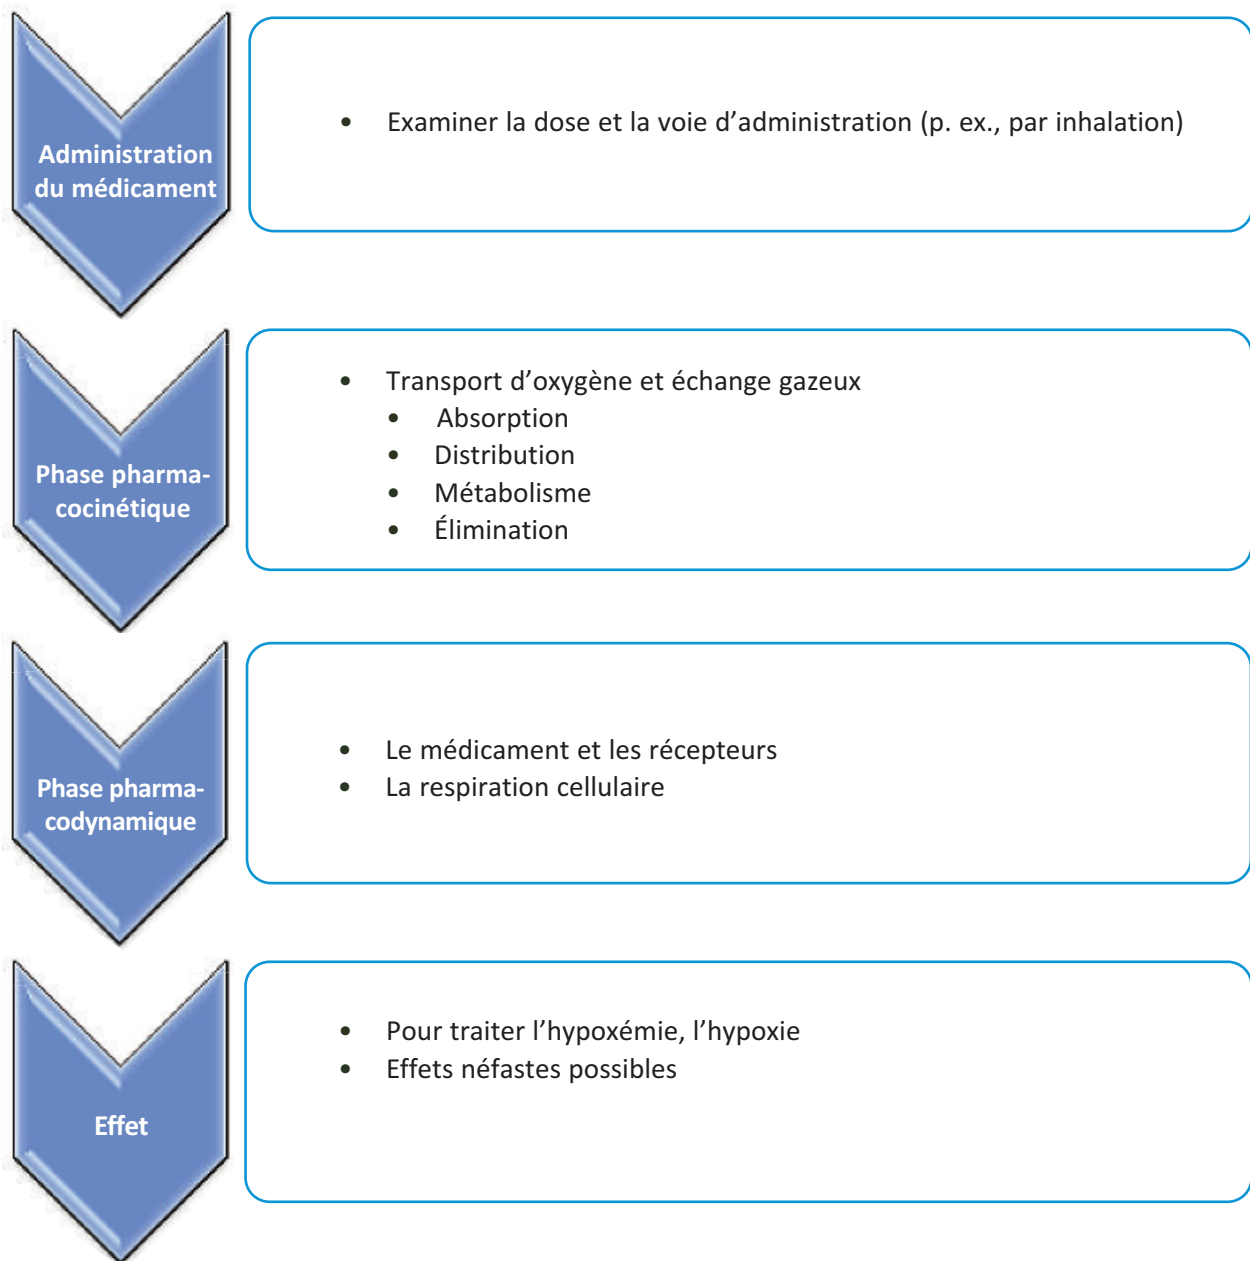 Administration
du médicament
• Examiner la dose et la voie d’administration (p. ex., par inhalation)
Phase pharma-
cocinétique
• Transport d’oxygène et échange gazeux
• Absorption
• Distribution
• Métabolisme
• Élimination
Phase pharma-
codynamique
• Le médicament et les récepteurs
• La respiration cellulaire
Effet
• Pour traiter l’hypoxémie, l’hypoxie
• Effets néfastes possibles